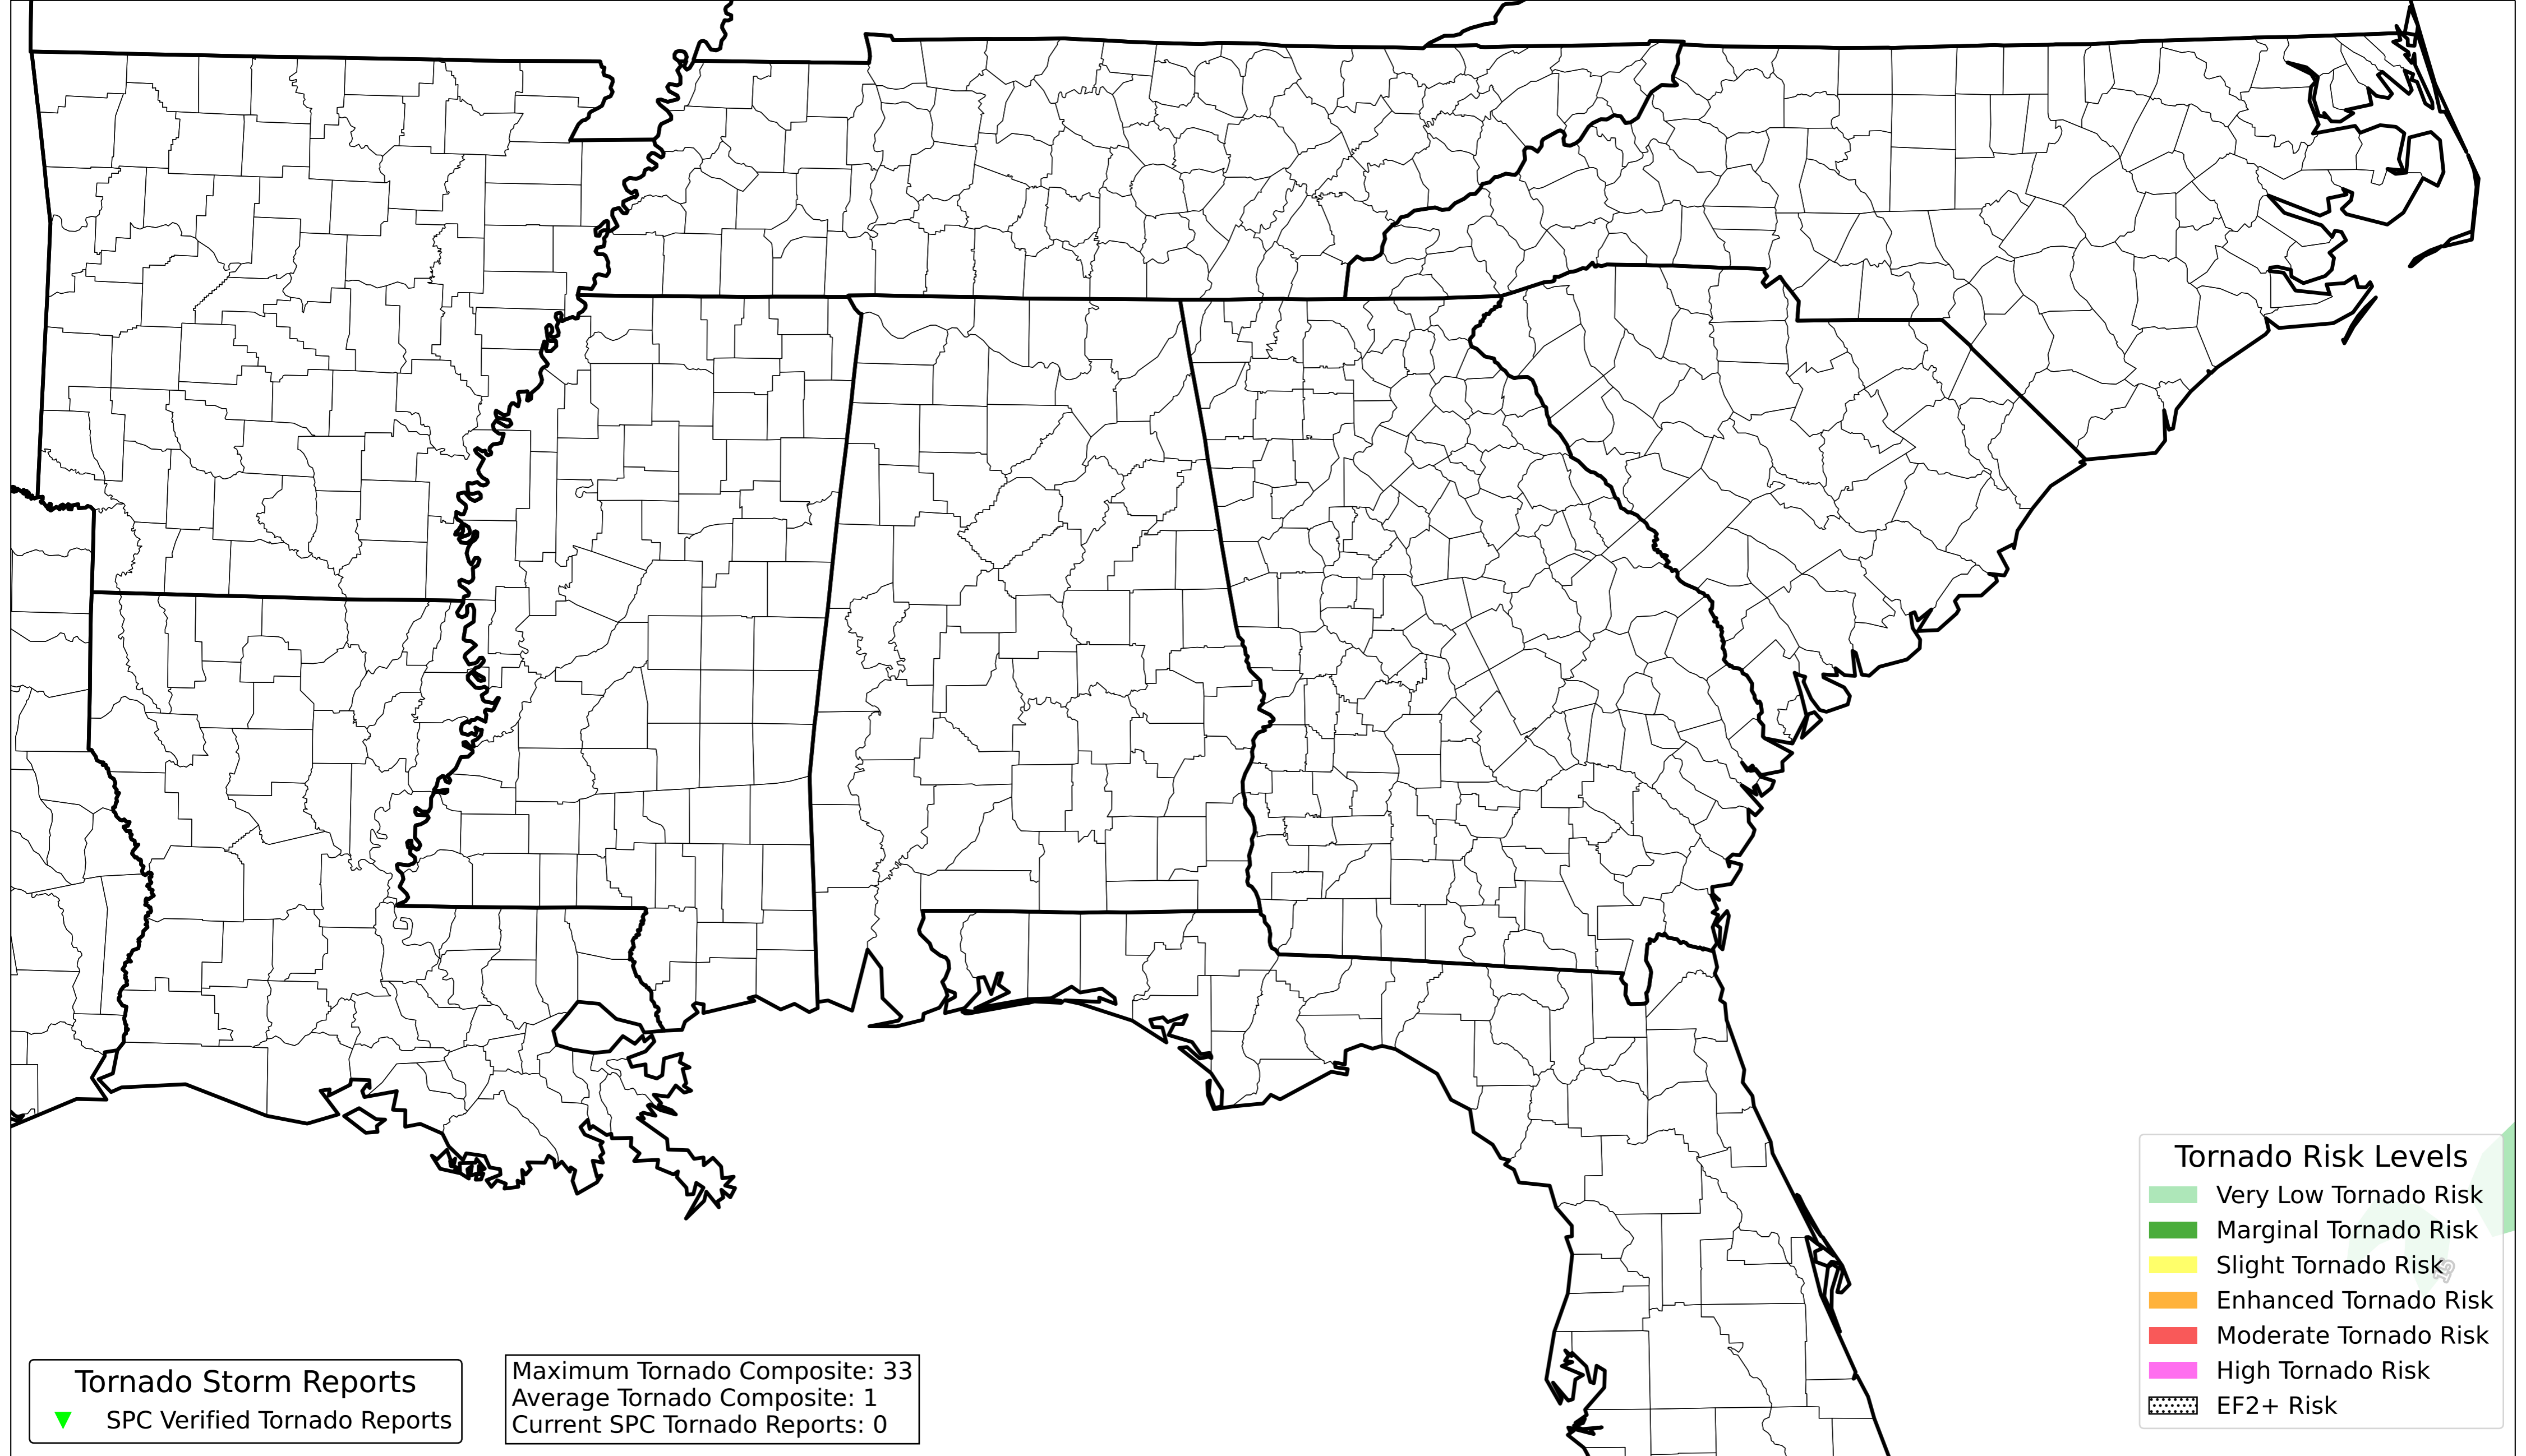 Tornado Risk Levels
Very Low Tornado Risk
Marginal Tornado Risk
Slight Tornado Risk
15
Enhanced Tornado Risk
Moderate Tornado Risk
High Tornado Risk
EF2+ Risk
Tornado Storm Reports
SPC Verified Tornado Reports
Maximum Tornado Composite: 33
Average Tornado Composite: 1
Current SPC Tornado Reports: 0